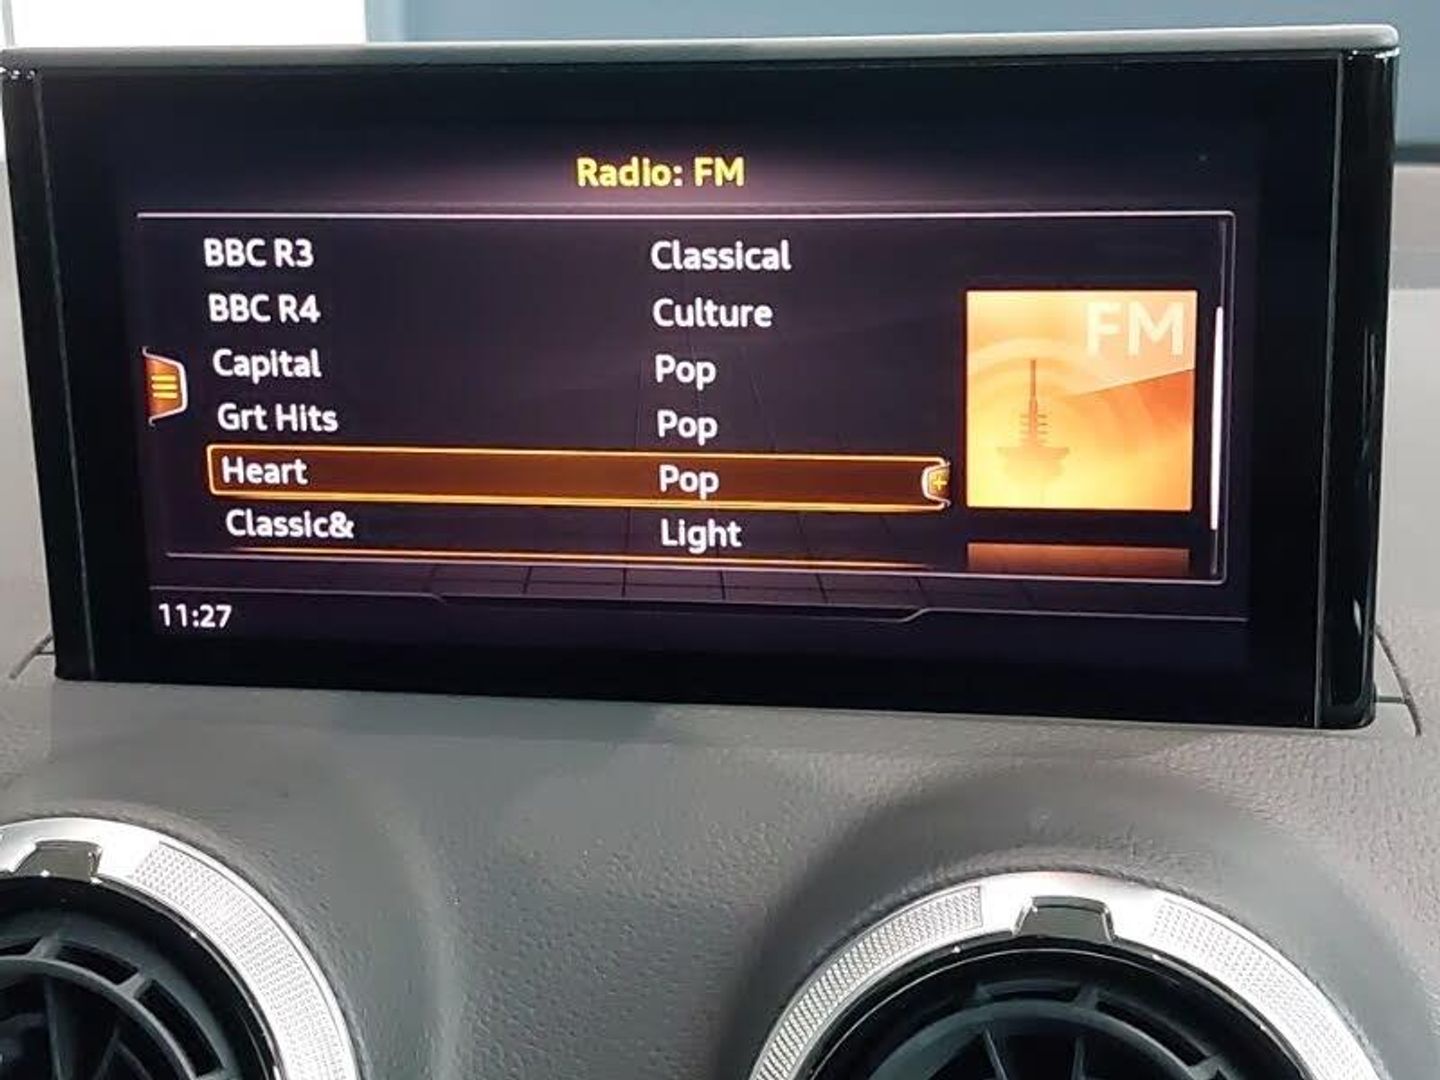 Radio: FM
BBC R3 Classical
BBC R4 Culture
FM
Capital Pop
Grt Hits Pop
Heart Pop
Classic& Light
11:27